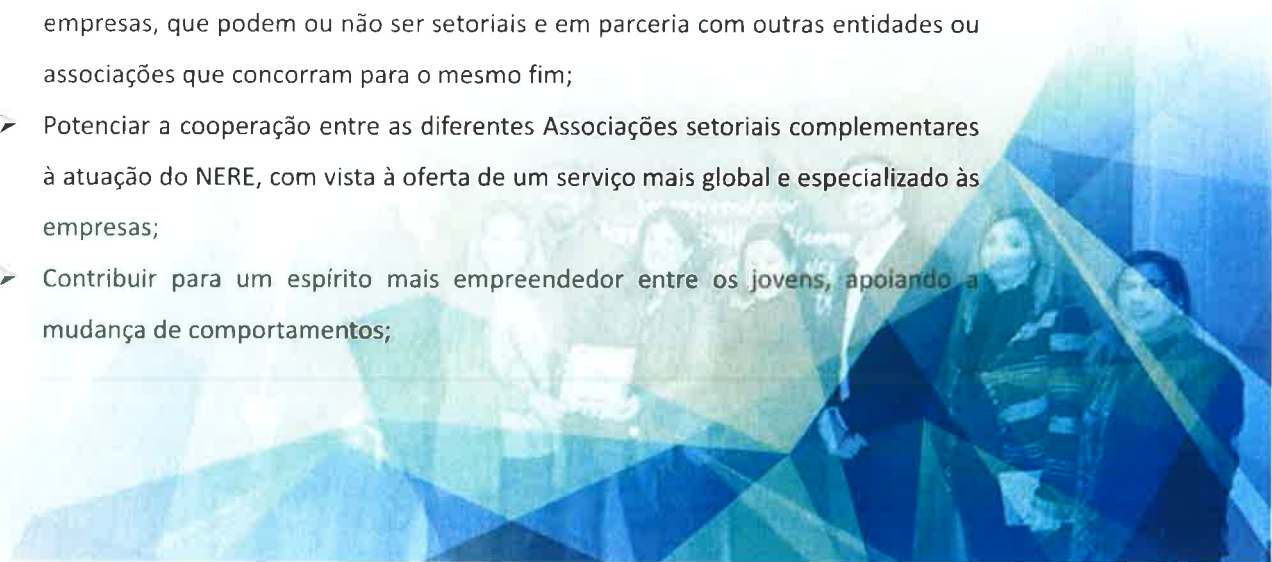 empresas, que podem ou não ser setoriais e em parceria com outras entidades ou
associações que concorram para o mesmo fim;
➢ Potenciar a cooperação entre as diferentes Associações setoriais complementares
à atuação do NERE, com vista à oferta de um serviço mais global e especializado às
empresas;
➢ Contribuir para um espírito mais empreendedor entre os jovens, apoiando a
mudança de comportamentos;